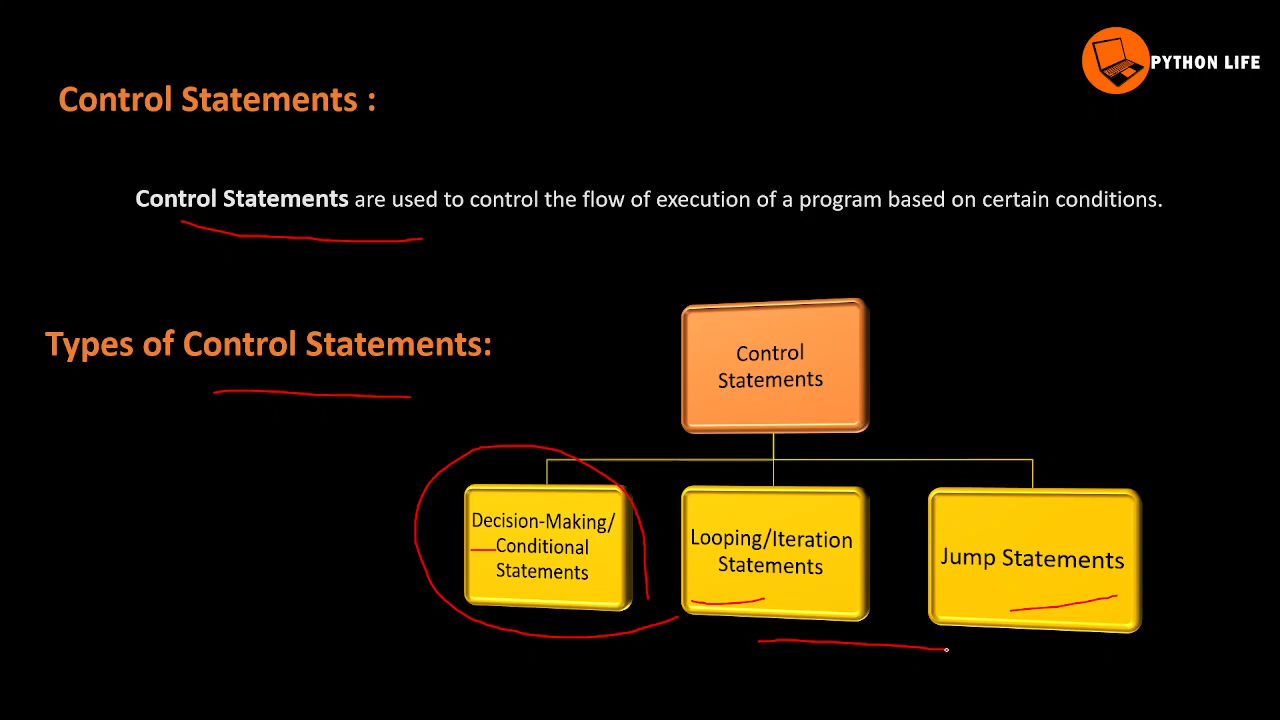 PYTHON LIFE
Control Statements :
Control Statements are used to control the flow of execution of a program based on certain conditions.
Types of Control Statements:
Control
Statements
Decision-Making/
Conditional
Statements
Looping/Iteration
Statements
Jump Statements